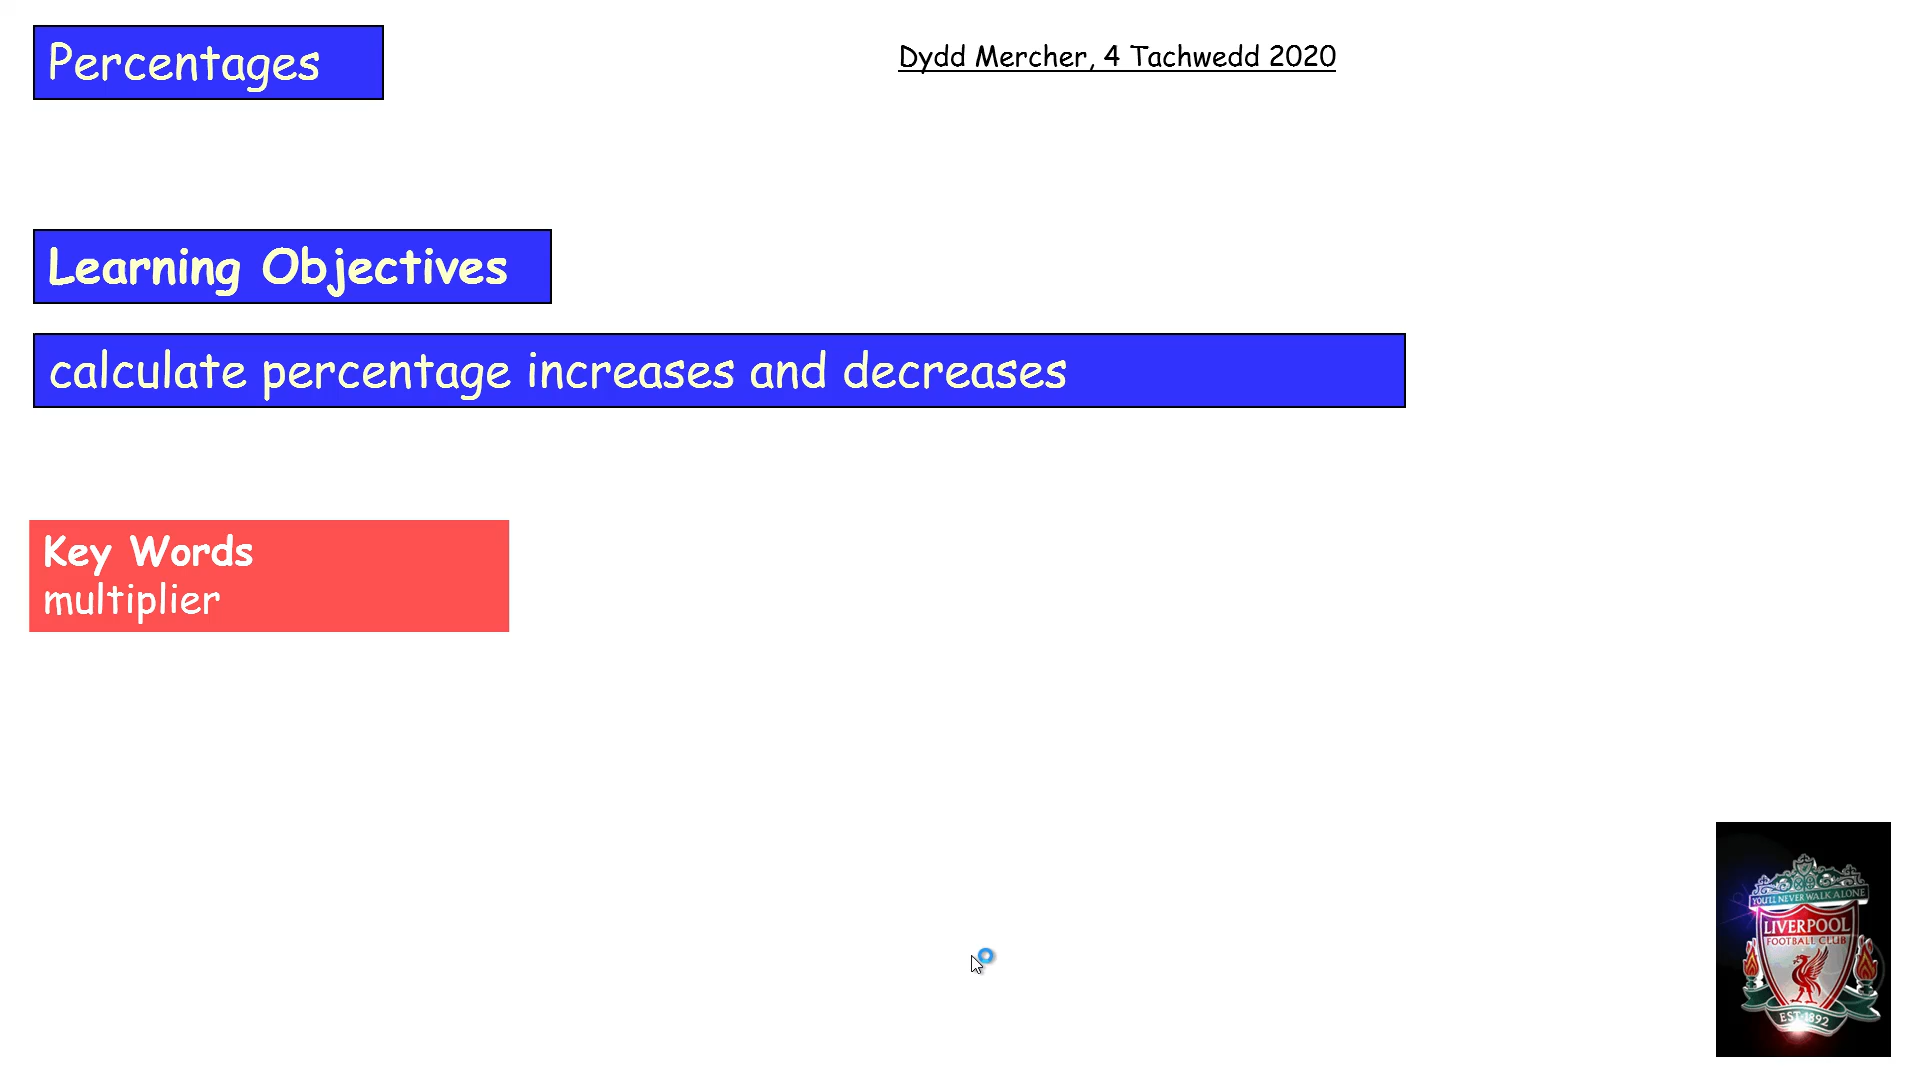 Percentages
Dydd Mercher, 4 Tachwedd 2020
Learning Objectives
calculate percentage increases and decreases
Key Words
multiplier
YOU'LL NEVER WALK ALONE
LIVERPOOL
FOOTBALL CLUB
EST·1892